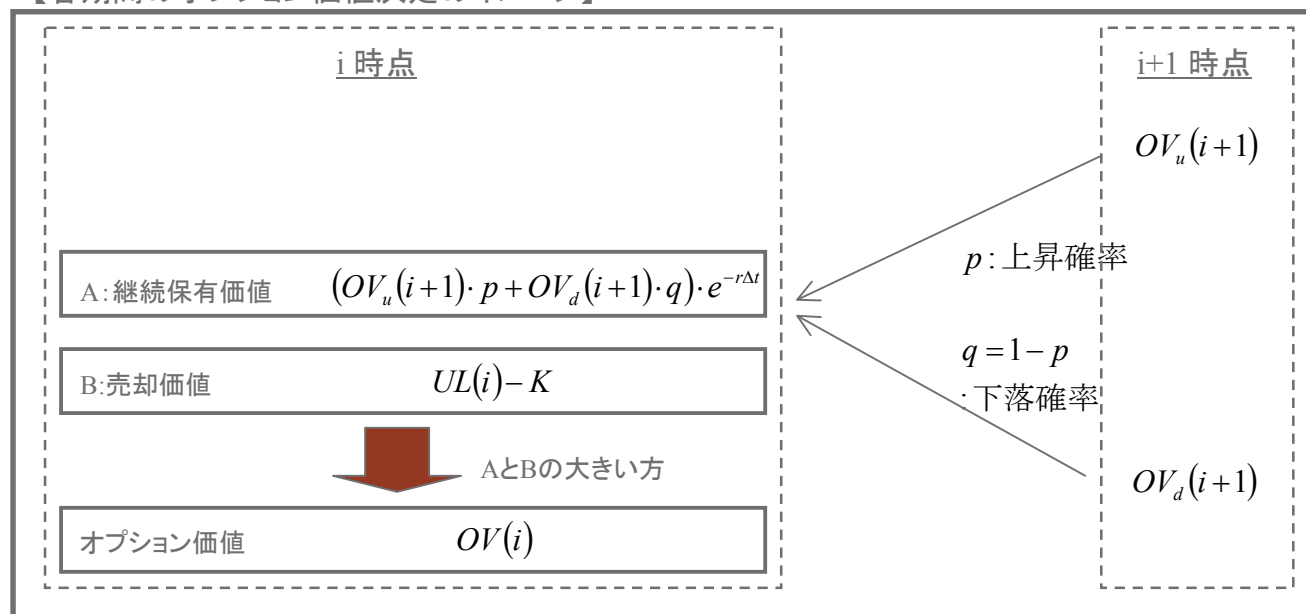 i 時点
i+1 時点
OV_u(i+1)
p:上昇確率
A:継続保有価値 (OV_u(i+1)·p+OV_d(i+1)·q)·e^{-rΔt}
q=1-p
:下落確率
B:売却価値 UL(i)-K
AとBの大きい方
OV_d(i+1)
オプション価値 OV(i)